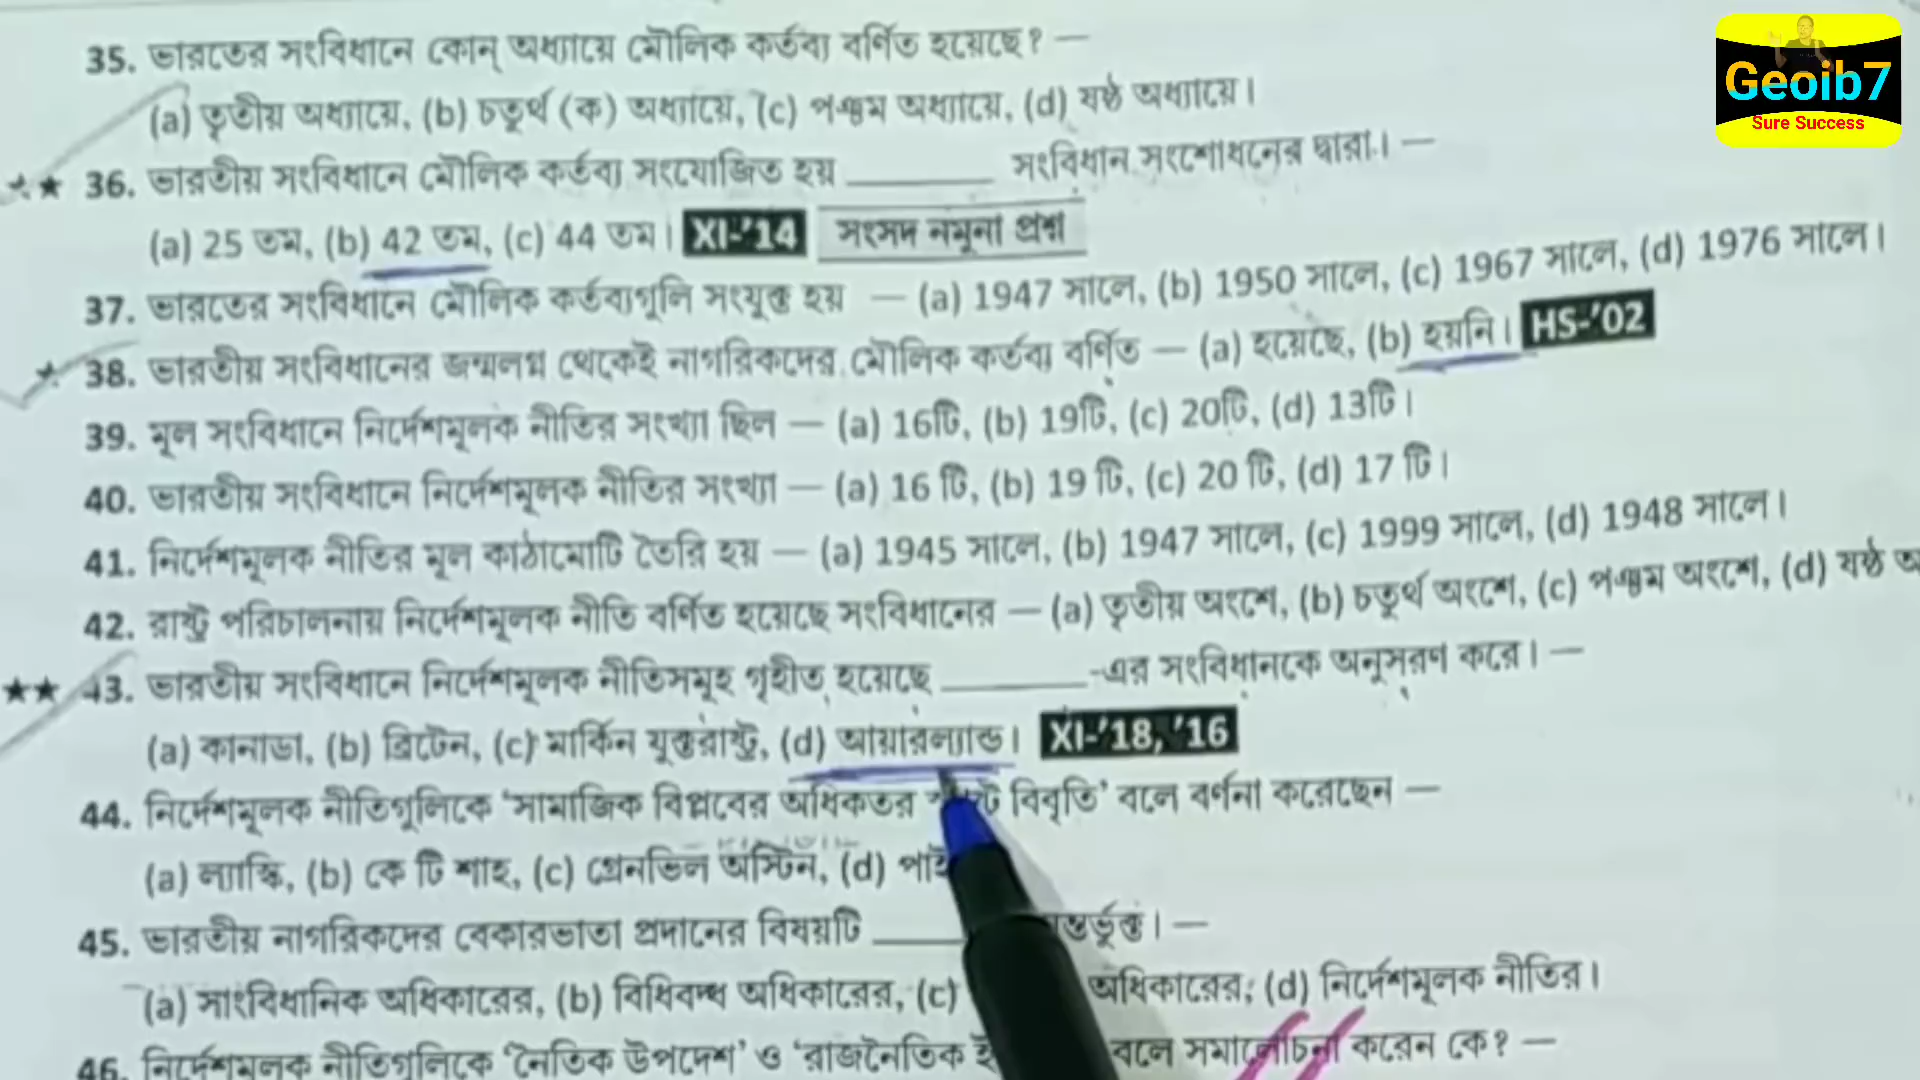 35. ভারতের সংবিধানে কোন্ অধ্যায়ে মৌলিক কর্তব্য বর্ণিত হয়েছে? —
(a) তৃতীয় অধ্যায়ে, (b) চতুর্থ (ক) অধ্যায়ে, (c) পঞ্চম অধ্যায়ে, (d) ষষ্ঠ অধ্যায়ে।
Geoib7
Sure Success
★★ 36. ভারতীয় সংবিধানে মৌলিক কর্তব্য সংযোজিত হয় ________ সংবিধান সংশোধনের দ্বারা। —
(a) 25 তম, (b) 42 তম, (c) 44 তম। XI-'14 সংসদ নমুনা প্রশ্ন
37. ভারতের সংবিধানে মৌলিক কর্তব্যগুলি সংযুক্ত হয় — (a) 1947 সালে, (b) 1950 সালে, (c) 1967 সালে, (d) 1976 সালে।
★ 38. ভারতীয় সংবিধানের জন্মলগ্ন থেকেই নাগরিকদের মৌলিক কর্তব্য বর্ণিত — (a) হয়েছে, (b) হয়নি। HS-'02
39. মূল সংবিধানে নির্দেশমূলক নীতির সংখ্যা ছিল — (a) 16টি, (b) 19টি, (c) 20টি, (d) 13টি।
40. ভারতীয় সংবিধানে নির্দেশমূলক নীতির সংখ্যা — (a) 16 টি, (b) 19 টি, (c) 20 টি, (d) 17 টি।
41. নির্দেশমূলক নীতির মূল কাঠামোটি তৈরি হয় — (a) 1945 সালে, (b) 1947 সালে, (c) 1999 সালে, (d) 1948 সালে।
42. রাষ্ট্র পরিচালনায় নির্দেশমূলক নীতি বর্ণিত হয়েছে সংবিধানের — (a) তৃতীয় অংশে, (b) চতুর্থ অংশে, (c) পঞ্চম অংশে, (d) ষষ্ঠ
★★ 43. ভারতীয় সংবিধানে নির্দেশমূলক নীতিসমূহ গৃহীত হয়েছে ________-এর সংবিধানকে অনুসরণ করে। —
(a) কানাডা, (b) ব্রিটেন, (c) মার্কিন যুক্তরাষ্ট্র, (d) আয়ারল্যান্ড। XI-'18, '16
44. নির্দেশমূলক নীতিগুলিকে 'সামাজিক বিপ্লবের অধিকতর বিবৃতি' বলে বর্ণনা করেছেন —
(a) ল্যাস্কি, (b) কে টি শাহ, (c) গ্রেনভিল অস্টিন, (d)
45. ভারতীয় নাগরিকদের বেকারভাতা প্রদানের বিষয়টি ________ —
(a) সাংবিধানিক অধিকারের, (b) বিধিবদ্ধ অধিকারের, (c) অধিকারের, (d) নির্দেশমূলক নীতির।
46. নির্দেশমূলক নীতিগুলিকে 'নৈতিক উপদেশ' ও 'রাজনৈতিক বলে সমালোচনা করেন কে? —